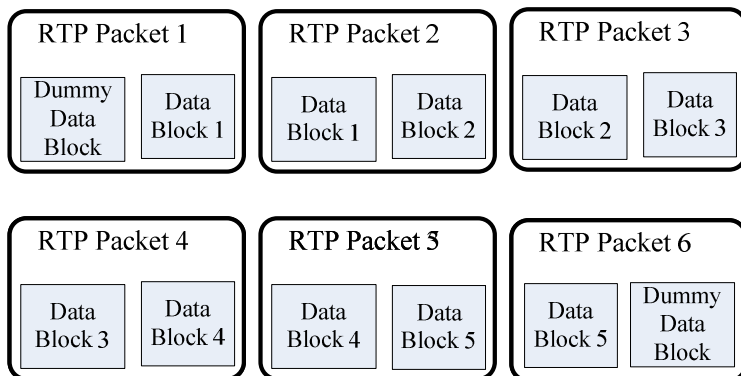 RTP Packet 1
Dummy
Data
Block
Data
Block 1
RTP Packet 2
Data
Block 1
Data
Block 2
RTP Packet 3
Data
Block 2
Data
Block 3
RTP Packet 4
Data
Block 3
Data
Block 4
RTP Packet 5
Data
Block 4
Data
Block 5
RTP Packet 6
Data
Block 5
Dummy
Data
Block